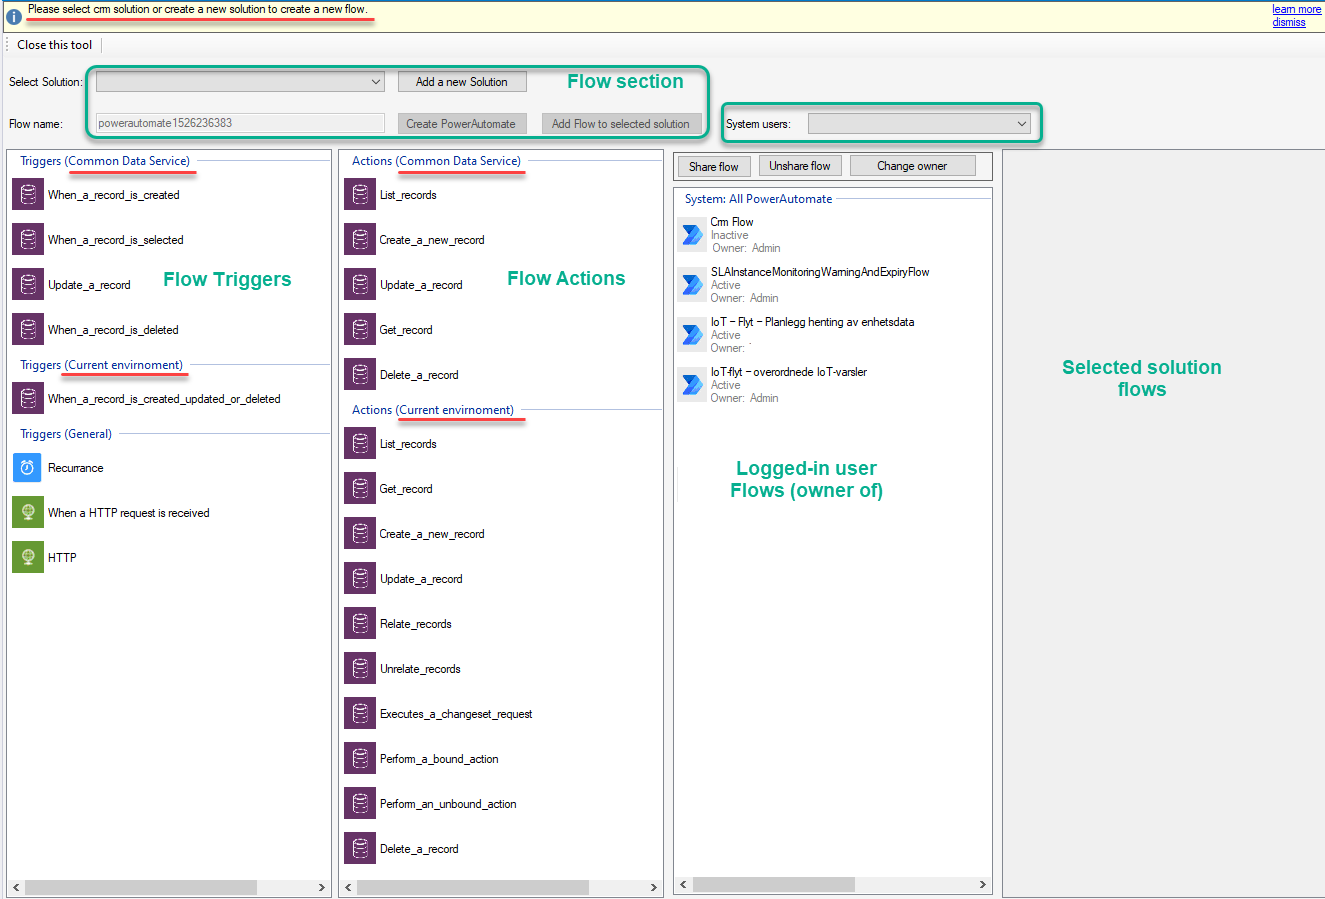 Please select crm solution or create a new solution to create a new flow.
learn more
dismiss
Close this tool
Select Solution:
Add a new Solution
Flow section
Flow name:
powerautomate1526236383
Create PowerAutomate
Add Flow to selected solution
System users:
Triggers (Common Data Service)
When_a_record_is_created
When_a_record_is_selected
Flow Triggers
Update_a_record
When_a_record_is_deleted
Triggers (Current envirnoment)
When_a_record_is_created_updated_or_deleted
Triggers (General)
Recurrance
When a HTTP request is received
HTTP
Actions (Common Data Service)
List_records
Create_a_new_record
Flow Actions
Update_a_record
Get_record
Delete_a_record
Actions (Current envirnoment)
List_records
Get_record
Create_a_new_record
Update_a_record
Relate_records
Unrelate_records
Executes_a_changeset_request
Perform_a_bound_action
Perform_an_unbound_action
Delete_a_record
Share flow
Unshare flow
Change owner
System: All PowerAutomate
Crm Flow
Inactive
Owner: Admin
SLAInstanceMonitoringWarningAndExpiryFlow
Active
Owner: Admin
IoT – Flyt – Planlegg henting av enhetsdata
Active
Owner:
IoT-flyt – overordnede IoT-varsler
Active
Owner: Admin
Logged-in user
Flows (owner of)
Selected solution
flows